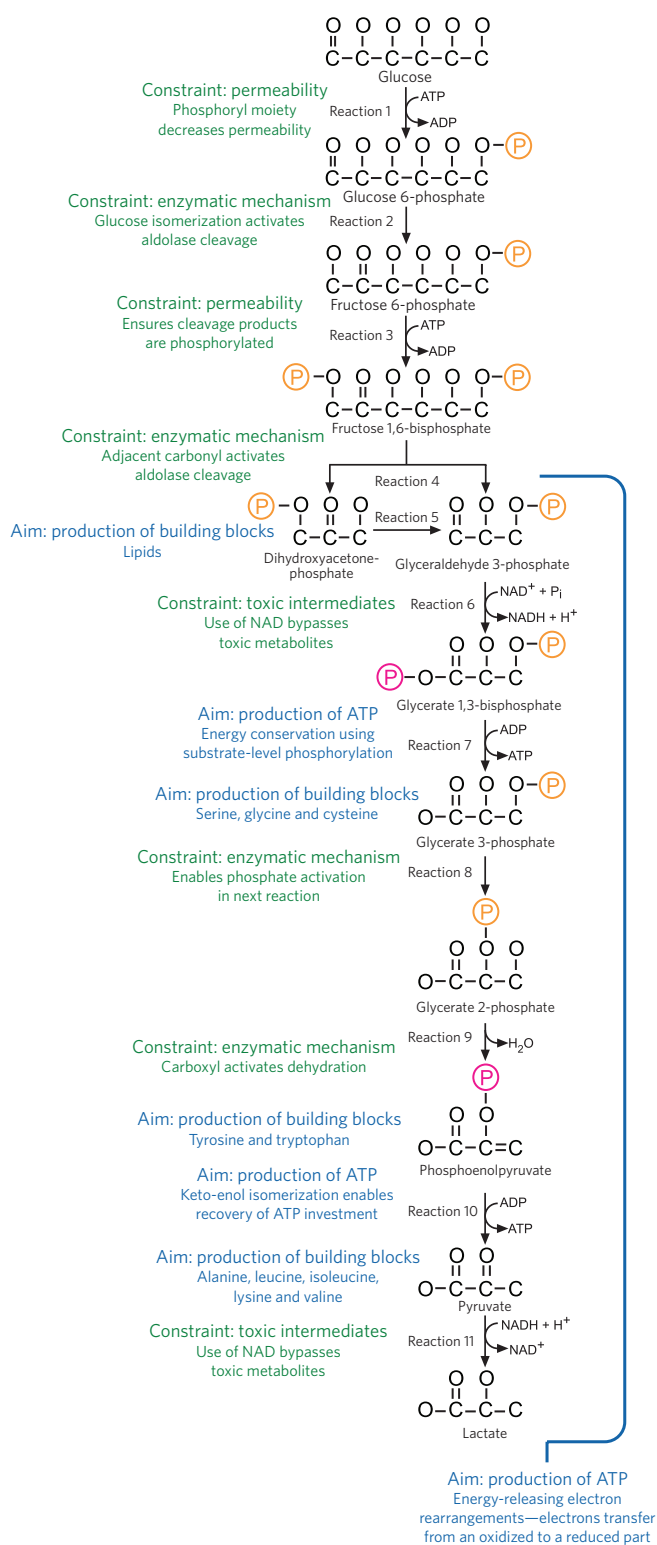 O O O O O O
C–C–C–C–C–C
Glucose
Constraint: permeability
Phosphoryl moiety
decreases permeability
Reaction 1
ATP
ADP
O O O O O O–P
C–C–C–C–C–C
Glucose 6-phosphate
Constraint: enzymatic mechanism
Glucose isomerization activates
aldolase cleavage
Reaction 2
O O O O O O–P
C–C–C–C–C–C
Fructose 6-phosphate
Constraint: permeability
Ensures cleavage products
are phosphorylated
Reaction 3
ATP
ADP
P–O O O O O O–P
C–C–C–C–C–C
Fructose 1,6-bisphosphate
Constraint: enzymatic mechanism
Adjacent carbonyl activates
aldolase cleavage
Reaction 4
P–O O O
C–C–C
Dihydroxyacetone-
phosphate
Reaction 5
O O O–P
C–C–C
Glyceraldehyde 3-phosphate
Aim: production of building blocks
Lipids
Constraint: toxic intermediates
Use of NAD bypasses
toxic metabolites
Reaction 6
NAD⁺ + Pᵢ
NADH + H⁺
O O O–P
P–O–C–C–C
Glycerate 1,3-bisphosphate
Aim: production of ATP
Energy conservation using
substrate-level phosphorylation
Reaction 7
ADP
ATP
Aim: production of building blocks
Serine, glycine and cysteine
O O O–P
O–C–C–C
Glycerate 3-phosphate
Constraint: enzymatic mechanism
Enables phosphate activation
in next reaction
Reaction 8
P
O O O
O–C–C–C
Glycerate 2-phosphate
Constraint: enzymatic mechanism
Carboxyl activates dehydration
Reaction 9
H₂O
P
O O
O–C–C=C
Phosphoenolpyruvate
Aim: production of building blocks
Tyrosine and tryptophan
Aim: production of ATP
Keto-enol isomerization enables
recovery of ATP investment
Reaction 10
ADP
ATP
Aim: production of building blocks
Alanine, leucine, isoleucine,
lysine and valine
O O
O–C–C–C
Pyruvate
Constraint: toxic intermediates
Use of NAD bypasses
toxic metabolites
Reaction 11
NADH + H⁺
NAD⁺
O O
O–C–C–C
Lactate
Aim: production of ATP
Energy-releasing electron
rearrangements—electrons transfer
from an oxidized to a reduced part